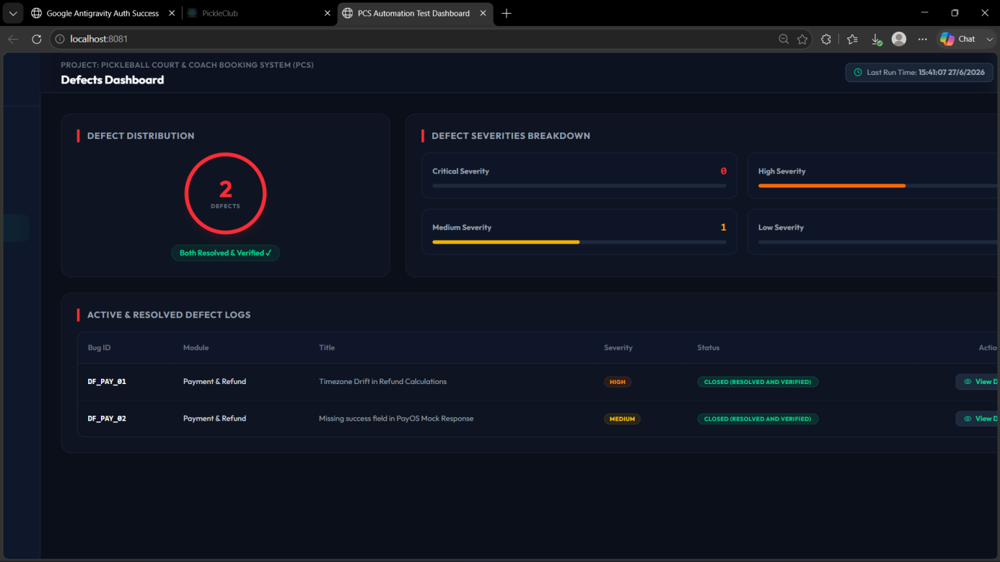 Google Antigravity Auth Success
PickleClub
PCS Automation Test Dashboard
localhost:8081
Chat
PROJECT: PICKLEBALL COURT & COACH BOOKING SYSTEM (PCS)
Defects Dashboard
Last Run Time: 15:41:07 27/6/2026
DEFECT DISTRIBUTION
2
DEFECTS
Both Resolved & Verified ✓
DEFECT SEVERITIES BREAKDOWN
Critical Severity 0
High Severity
Medium Severity 1
Low Severity
ACTIVE & RESOLVED DEFECT LOGS
Bug ID Module Title Severity Status Actio
DF_PAY_01 Payment & Refund Timezone Drift in Refund Calculations HIGH CLOSED (RESOLVED AND VERIFIED) View D
DF_PAY_02 Payment & Refund Missing success field in PayOS Mock Response MEDIUM CLOSED (RESOLVED AND VERIFIED) View D